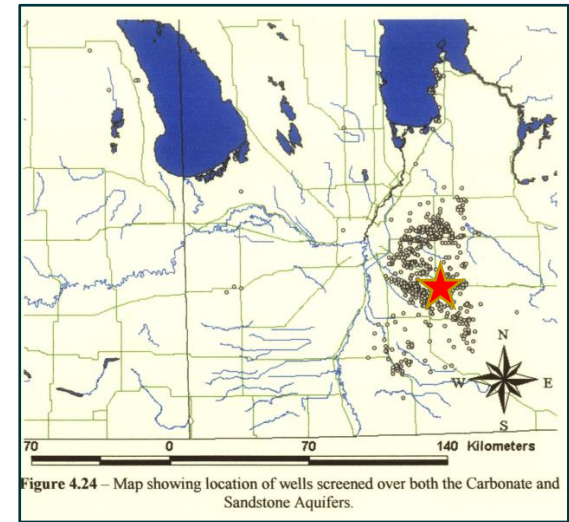 N
W E
S
70 0 70 140 Kilometers
Figure 4.24 – Map showing location of wells screened over both the Carbonate and
Sandstone Aquifers.